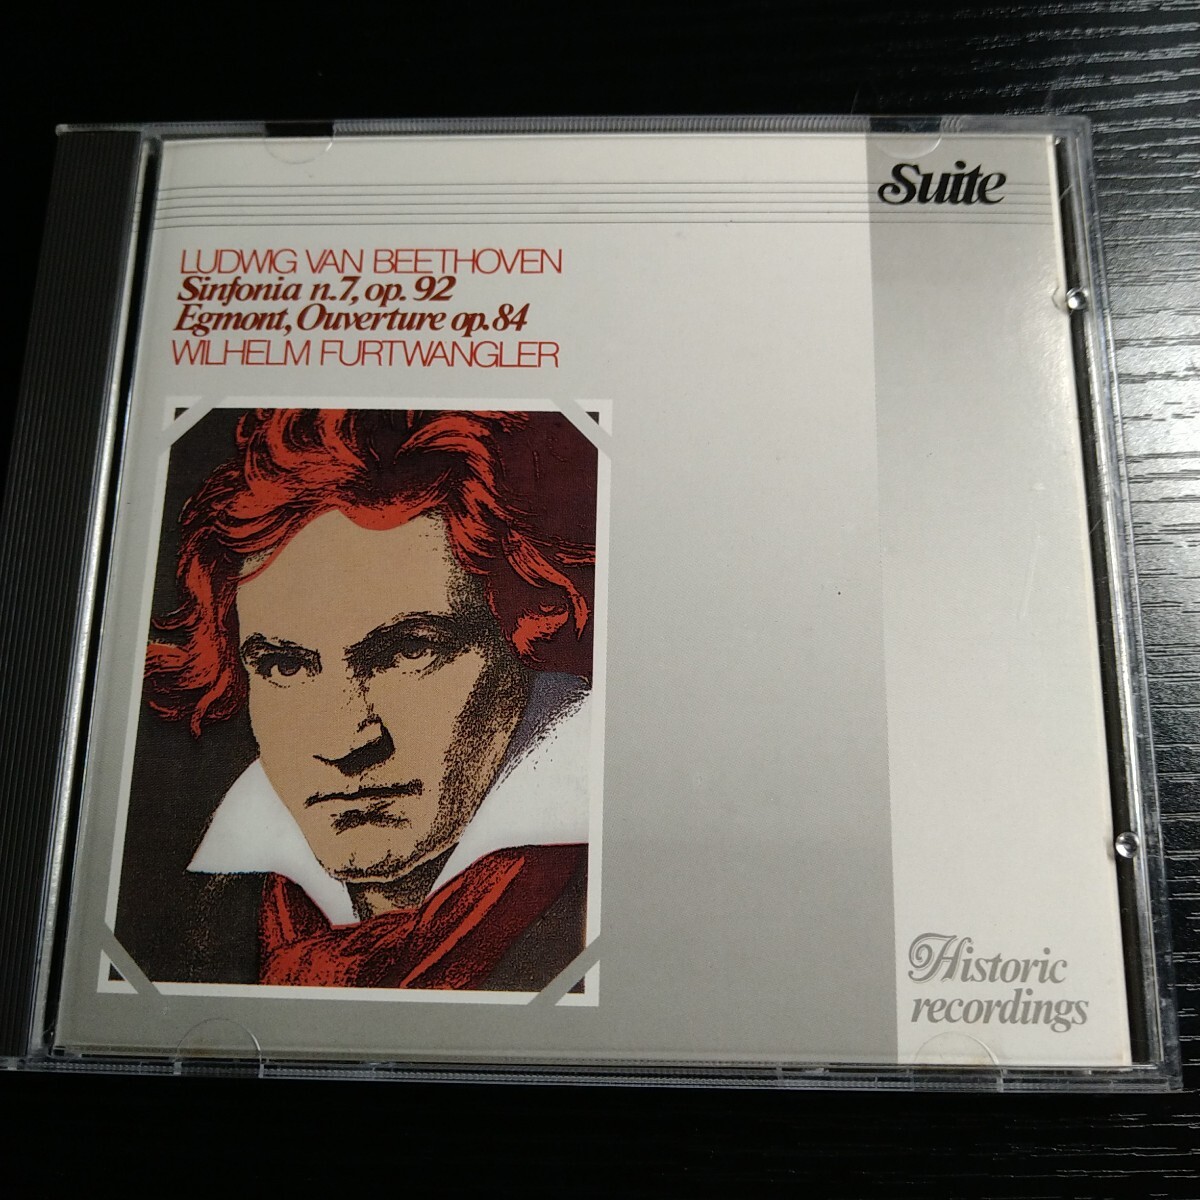 Suite
LUDWIG VAN BEETHOVEN
Sinfonia n.7, op. 92
Egmont, Ouverture op.84
WILHELM FURTWANGLER
Historic
recordings